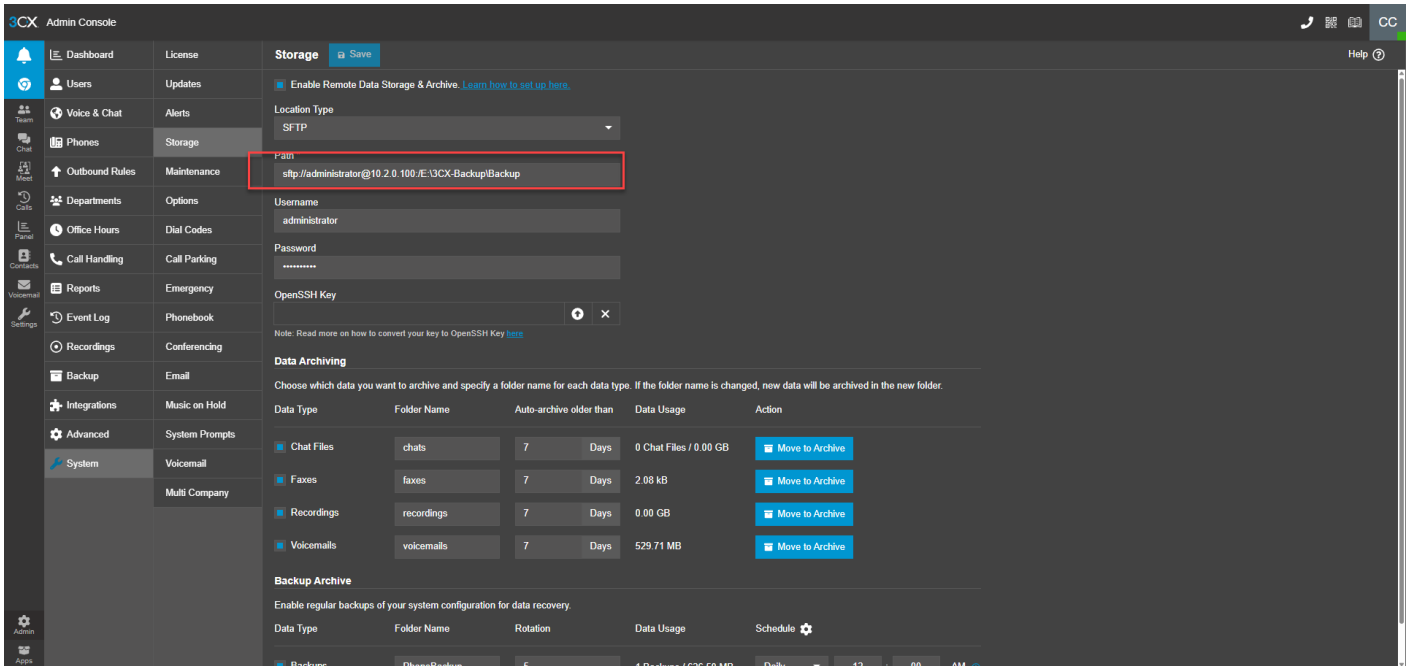 3CX Admin Console
CC
Dashboard
Users
Voice & Chat
Phones
Outbound Rules
Departments
Office Hours
Call Handling
Reports
Event Log
Recordings
Backup
Integrations
Advanced
System
Team
Chat
Meet
Calls
Panel
Contacts
Voicemail
Settings
Admin
Apps
License
Updates
Alerts
Storage
Maintenance
Options
Dial Codes
Call Parking
Emergency
Phonebook
Conferencing
Email
Music on Hold
System Prompts
Voicemail
Multi Company
Storage Save
Help
Enable Remote Data Storage & Archive. Learn how to set up here.
Location Type
SFTP
Path
sftp://administrator@10.2.0.100:/E:\3CX-Backup\Backup
Username
administrator
Password
OpenSSH Key
Note: Read more on how to convert your key to OpenSSH Key here
Data Archiving
Choose which data you want to archive and specify a folder name for each data type. If the folder name is changed, new data will be archived in the new folder.
Data Type Folder Name Auto-archive older than Data Usage Action
Chat Files chats 7 Days 0 Chat Files / 0.00 GB Move to Archive
Faxes faxes 7 Days 2.08 kB Move to Archive
Recordings recordings 7 Days 0.00 GB Move to Archive
Voicemails voicemails 7 Days 529.71 MB Move to Archive
Backup Archive
Enable regular backups of your system configuration for data recovery.
Data Type Folder Name Rotation Data Usage Schedule
Backups PhoneBackup 5 Daily 12 : 00 AM